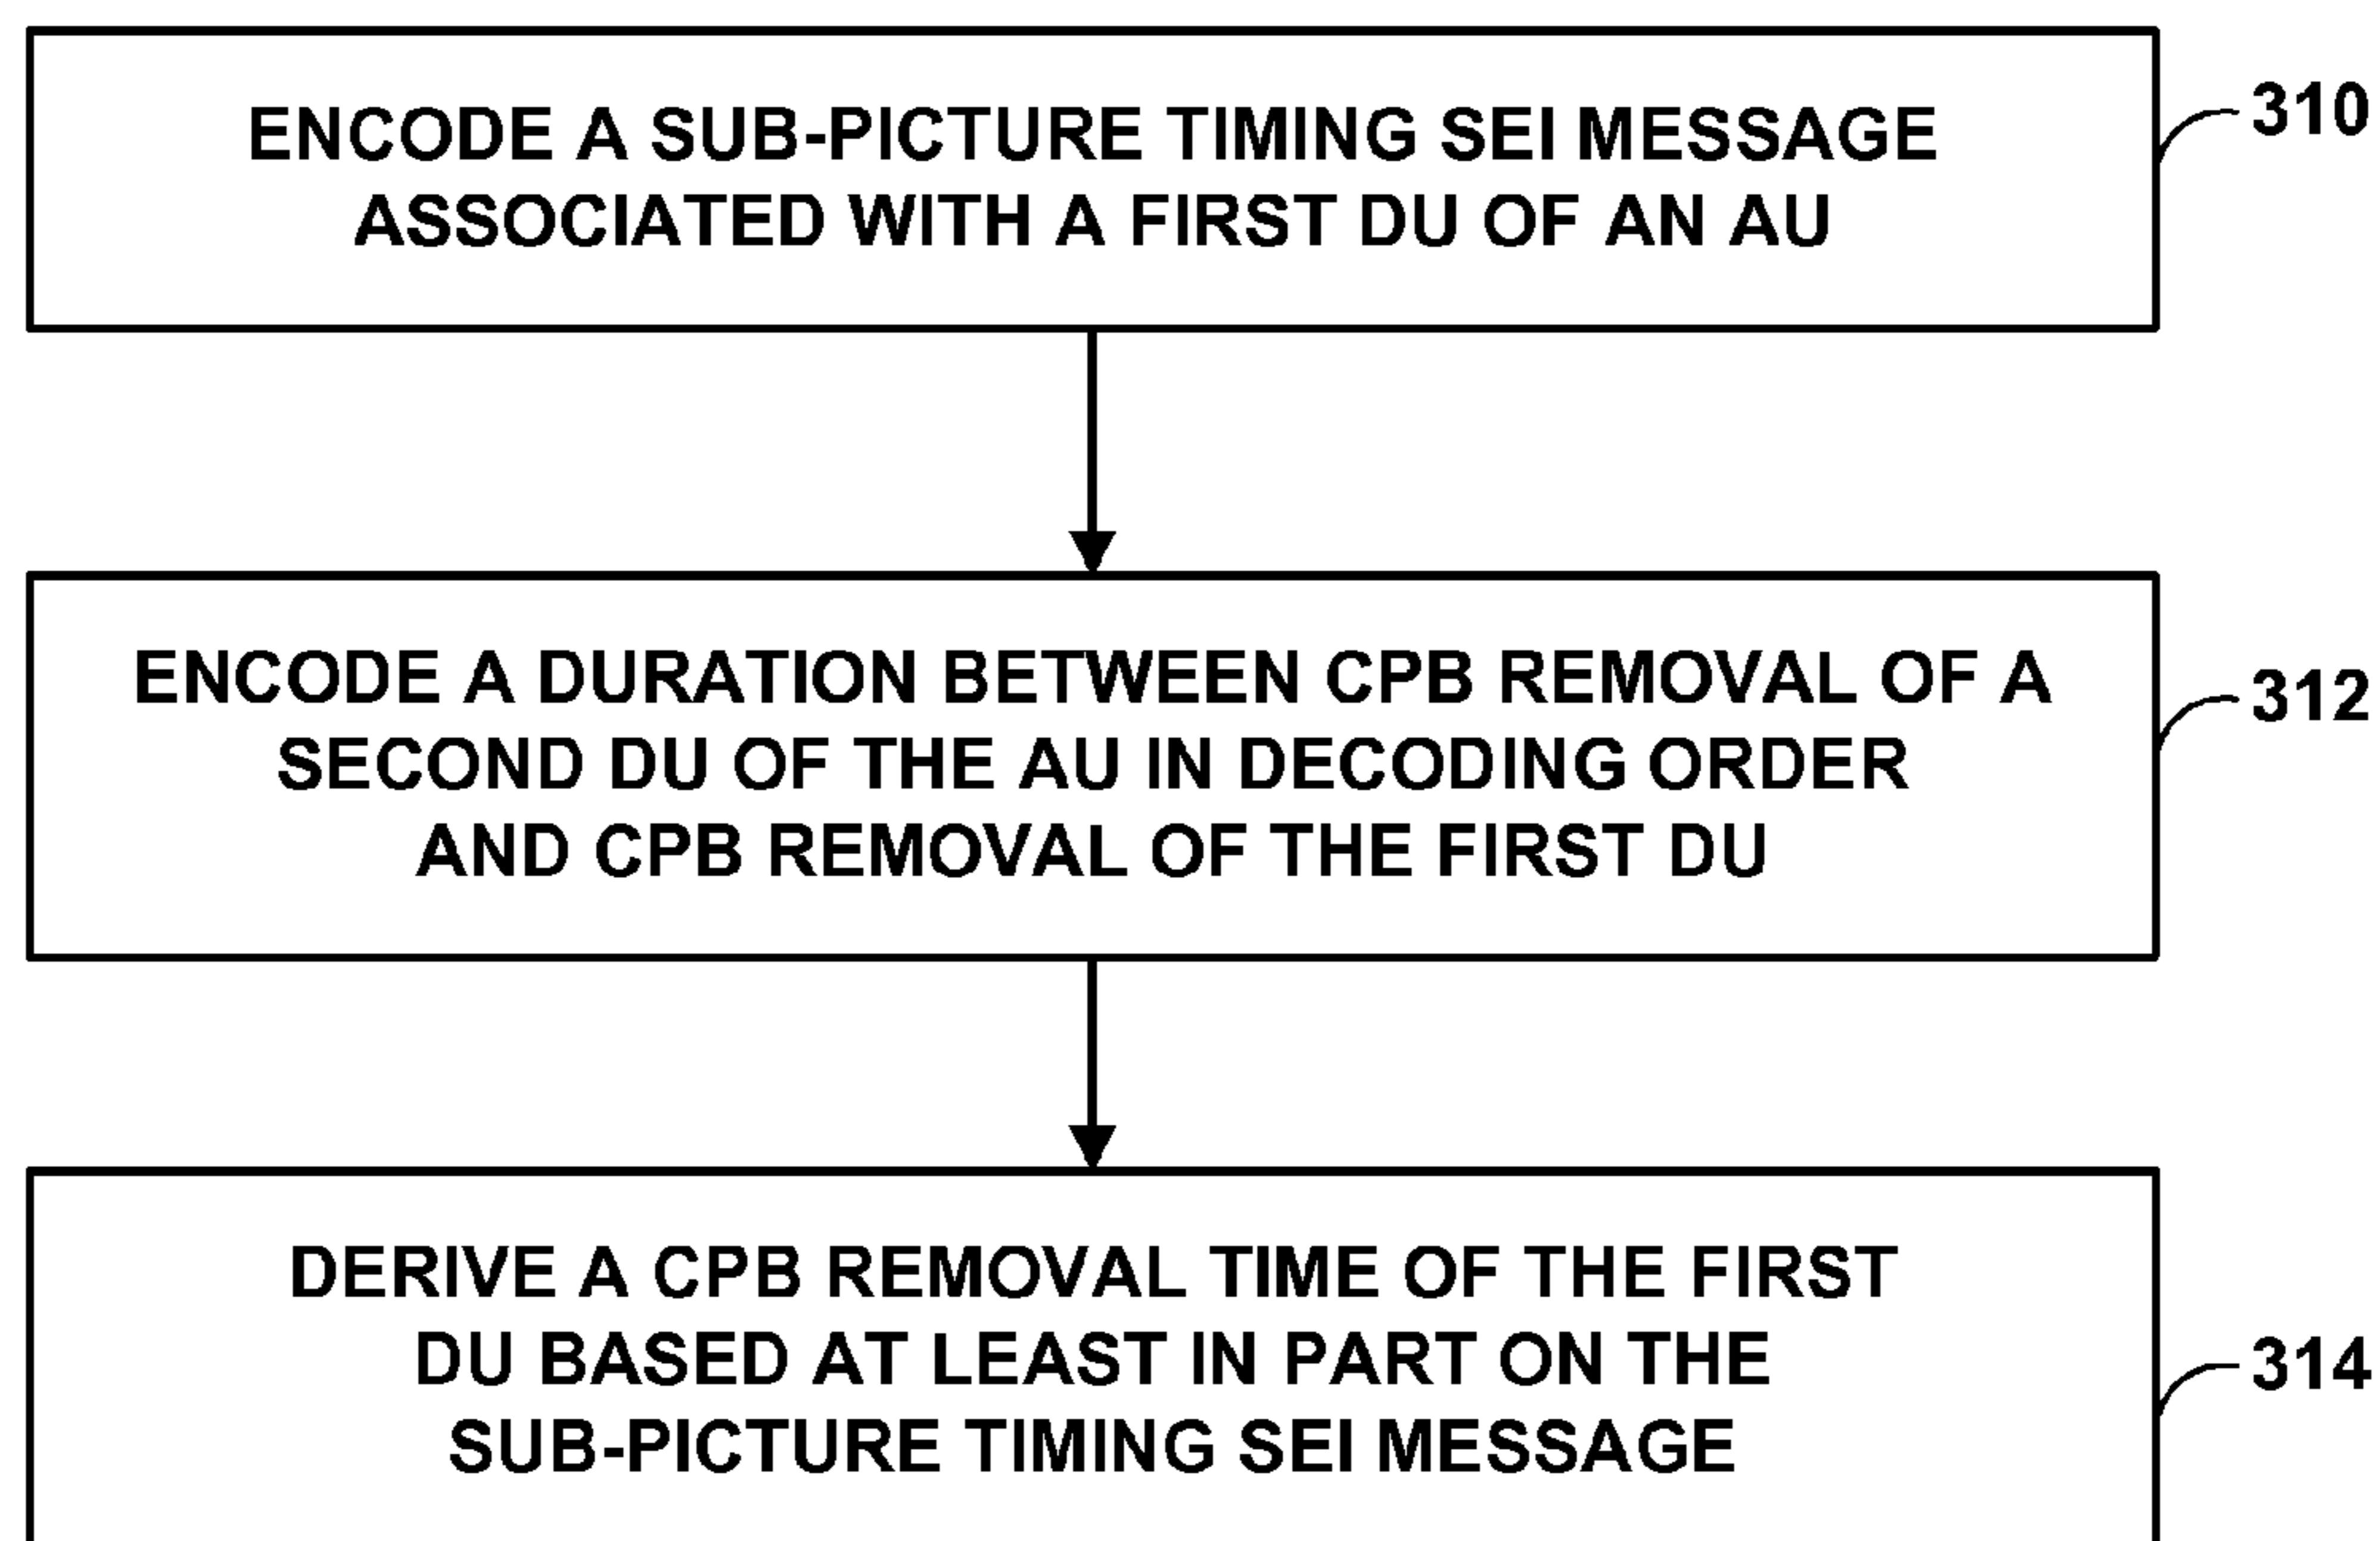 ENCODE A SUB-PICTURE TIMING SEI MESSAGE
ASSOCIATED WITH A FIRST DU OF AN AU
310
ENCODE A DURATION BETWEEN CPB REMOVAL OF A
SECOND DU OF THE AU IN DECODING ORDER
AND CPB REMOVAL OF THE FIRST DU
312
DERIVE A CPB REMOVAL TIME OF THE FIRST
DU BASED AT LEAST IN PART ON THE
SUB-PICTURE TIMING SEI MESSAGE
314